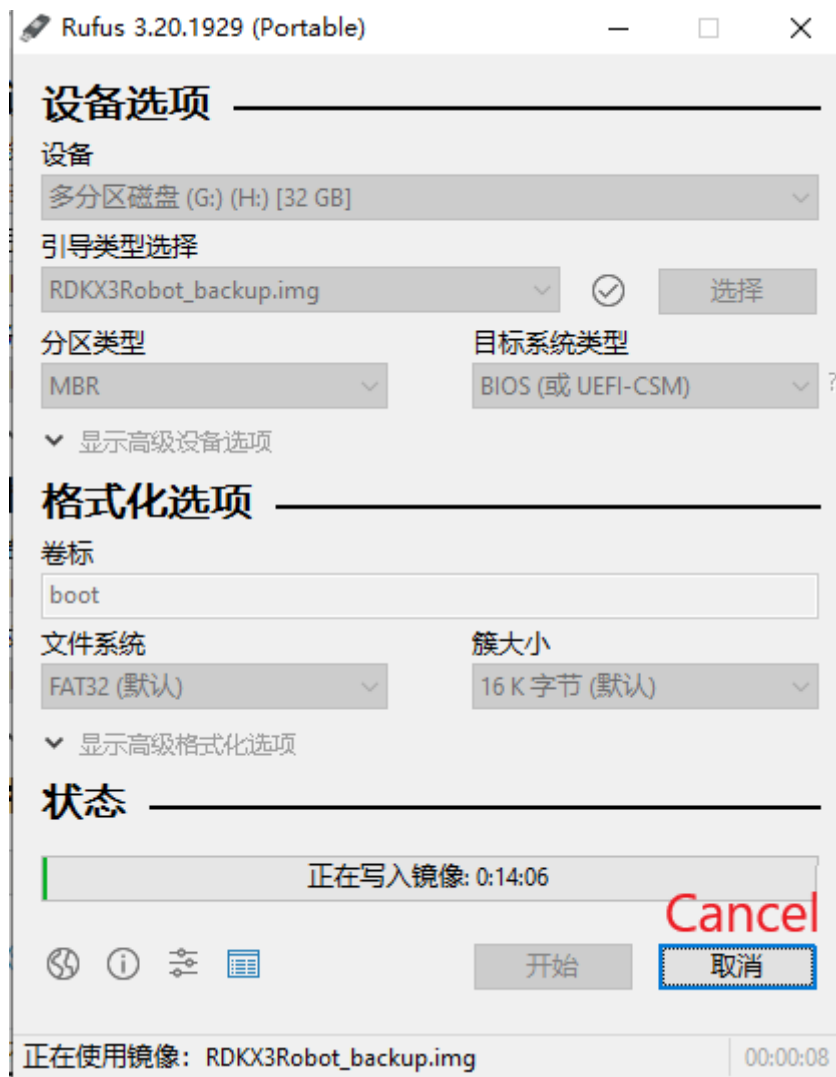 Rufus 3.20.1929 (Portable)
设备选项
设备
多分区磁盘 (G:) (H:) [32 GB]
引导类型选择
RDKX3Robot_backup.img
选择
分区类型
目标系统类型
MBR
BIOS (或 UEFI-CSM)
?
显示高级设备选项
格式化选项
卷标
boot
文件系统
簇大小
FAT32 (默认)
16 K 字节 (默认)
显示高级格式化选项
状态
正在写入镜像: 0:14:06
Cancel
开始
取消
正在使用镜像：RDKX3Robot_backup.img
00:00:08